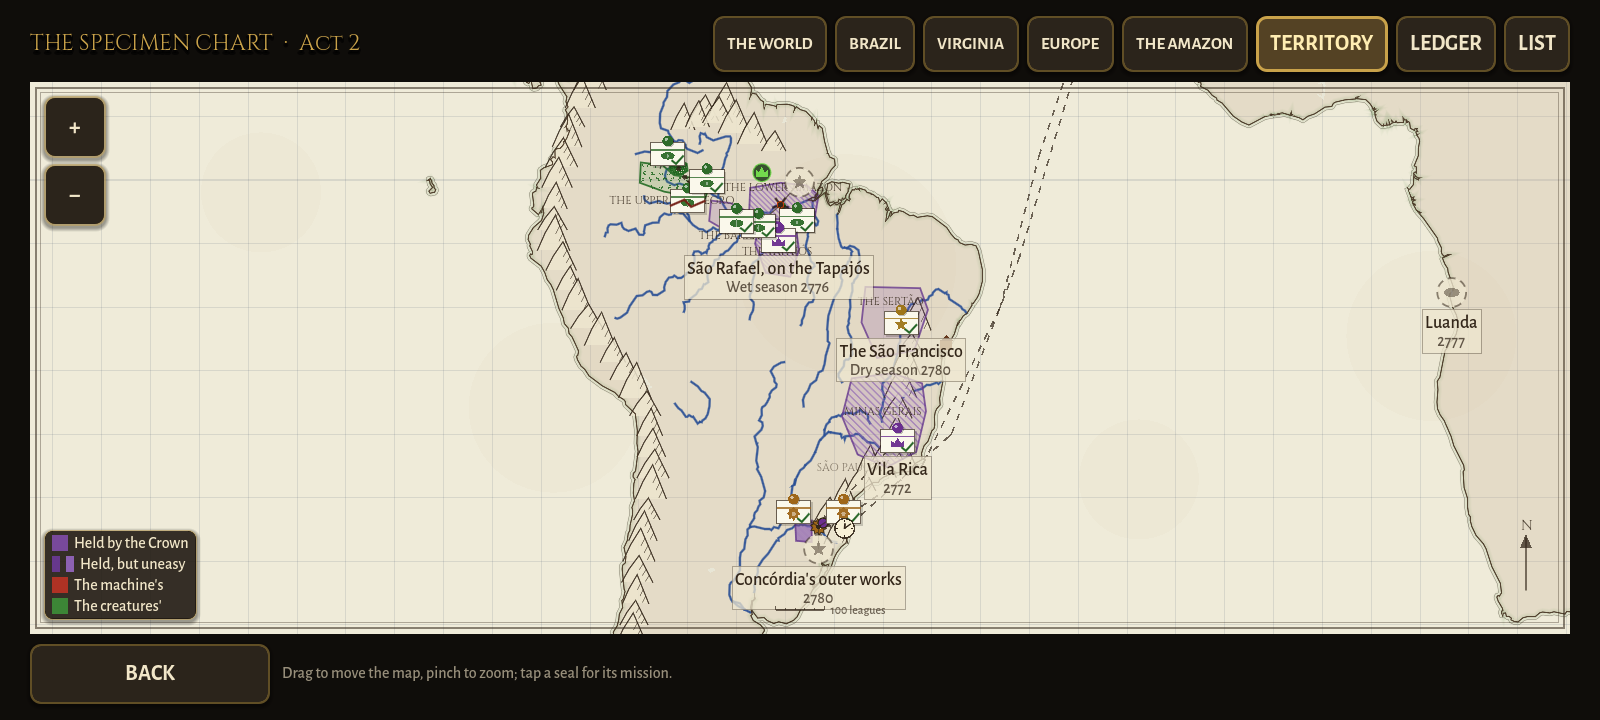 THE SPECIMEN CHART · ACT 2
THE WORLD
BRAZIL
VIRGINIA
EUROPE
THE AMAZON
TERRITORY
LEDGER
LIST
+
−
THE LOWER
THE UPPER
São Rafael, on the Tapajós
Wet season 2776
THE SERTÃO
The São Francisco
Dry season 2780
Luanda
2777
MINAS GERAIS
SÃO
Vila Rica
2772
N
Held by the Crown
Held, but uneasy
The machine's
The creatures'
Concórdia's outer works
2780
100 leagues
BACK
Drag to move the map, pinch to zoom; tap a seal for its mission.